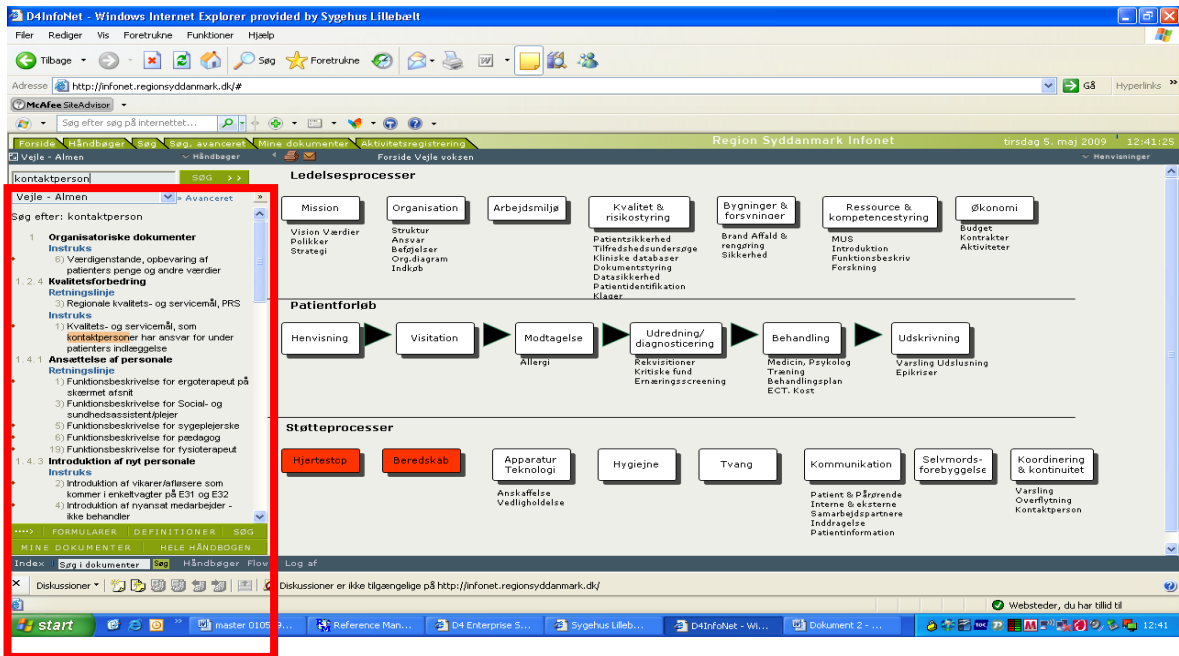 D4InfoNet - Windows Internet Explorer provided by Sygehus Lillebælt
Filer Rediger Vis Foretrukne Funktioner Hjælp
Tilbage Søg Foretrukne
Adresse http://infonet.regionsyddanmark.dk/# Gå Hyperlinks »
McAfee SiteAdvisor
Søg efter søg på internettet...
Forside Håndbøger Søg Søg, avanceret Mine dokumenter Aktivitetsregistrering Region Syddanmark Infonet tirsdag 5. maj 2009 12:41:25
Vejle - Almen Håndbøger Forside Vejle voksen Henvisninger
kontaktperson SØG >>
Vejle - Almen » Avanceret »
Søg efter: kontaktperson
1 Organisatoriske dokumenter
Instruks
6) Værdigenstande, opbevaring af
patienters penge og andre værdier
1.2.4 Kvalitetsforbedring
Retningslinje
3) Regionale kvalitets- og servicemål, PRS
Instruks
1) Kvalitets- og servicemål, som
kontaktpersoner har ansvar for under
patienters indlæggelse
1.4.1 Ansættelse af personale
Retningslinje
1) Funktionsbeskrivelse for ergoterapeut på
skærmet afsnit
3) Funktionsbeskrivelse for Social- og
sundhedsassistent/plejer
5) Funktionsbeskrivelse for sygeplejerske
6) Funktionsbeskrivelse for pædagog
19) Funktionsbeskrivelse for fysioterapeut
1.4.3 Introduktion af nyt personale
Instruks
2) Introduktion af vikarer/afløsere som
kommer i enkeltvagter på E31 og E32
4) Introduktion af nyansat medarbejder -
ikke behandler
FORMULARER DEFINITIONER SØG
MINE DOKUMENTER HELE HÅNDBOGEN
Ledelsesprocesser
Mission
Vision Værdier
Polikker
Strategi
Organisation
Struktur
Ansvar
Beføjelser
Org.diagram
Indkøb
Arbejdsmiljø
Kvalitet &
risikostyring
Patientsikkerhed
Tilfredshedsundersøge
Kliniske databaser
Dokumentstyring
Datasikkerhed
Patientidentifikation
Klager
Bygninger &
forsvninger
Brand Affald &
rengøring
Sikkerhed
Ressource &
kompetencestyring
MUS
Introduktion
Funktionsbeskriv
Forskning
Økonomi
Budget
Kontrakter
Aktiviteter
Patientforløb
Henvisning
Visitation
Modtagelse
Allergi
Udredning/
diagnosticering
Rekvisitioner
Kritiske fund
Ernæringsscreening
Behandling
Medicin, Psykolog
Træning
Behandlingsplan
ECT. Kost
Udskrivning
Varsling Udslusning
Epikriser
Støtteprocesser
Hjertestop
Beredskab
Apparatur
Teknologi
Anskaffelse
Vedligholdelse
Hygiejne
Tvang
Kommunikation
Patient & Pårørende
Interne & eksterne
Samarbejdspartnere
Inddragelse
Patientinformation
Selvmords-
forebyggelse
Koordinering
& kontinuitet
Varsling
Overflytning
Kontaktperson
Index Søg i dokumenter Søg Håndbøger Flow Log af
Diskussioner Diskussioner er ikke tilgængelige på http://infonet.regionsyddanmark.dk/
Websteder, du har tillid til
start master 0105 9... Reference Man... D4 Enterprise S... Sygehus Lilleb... D4InfoNet - Wi... Dokument 2 - ... 12:41